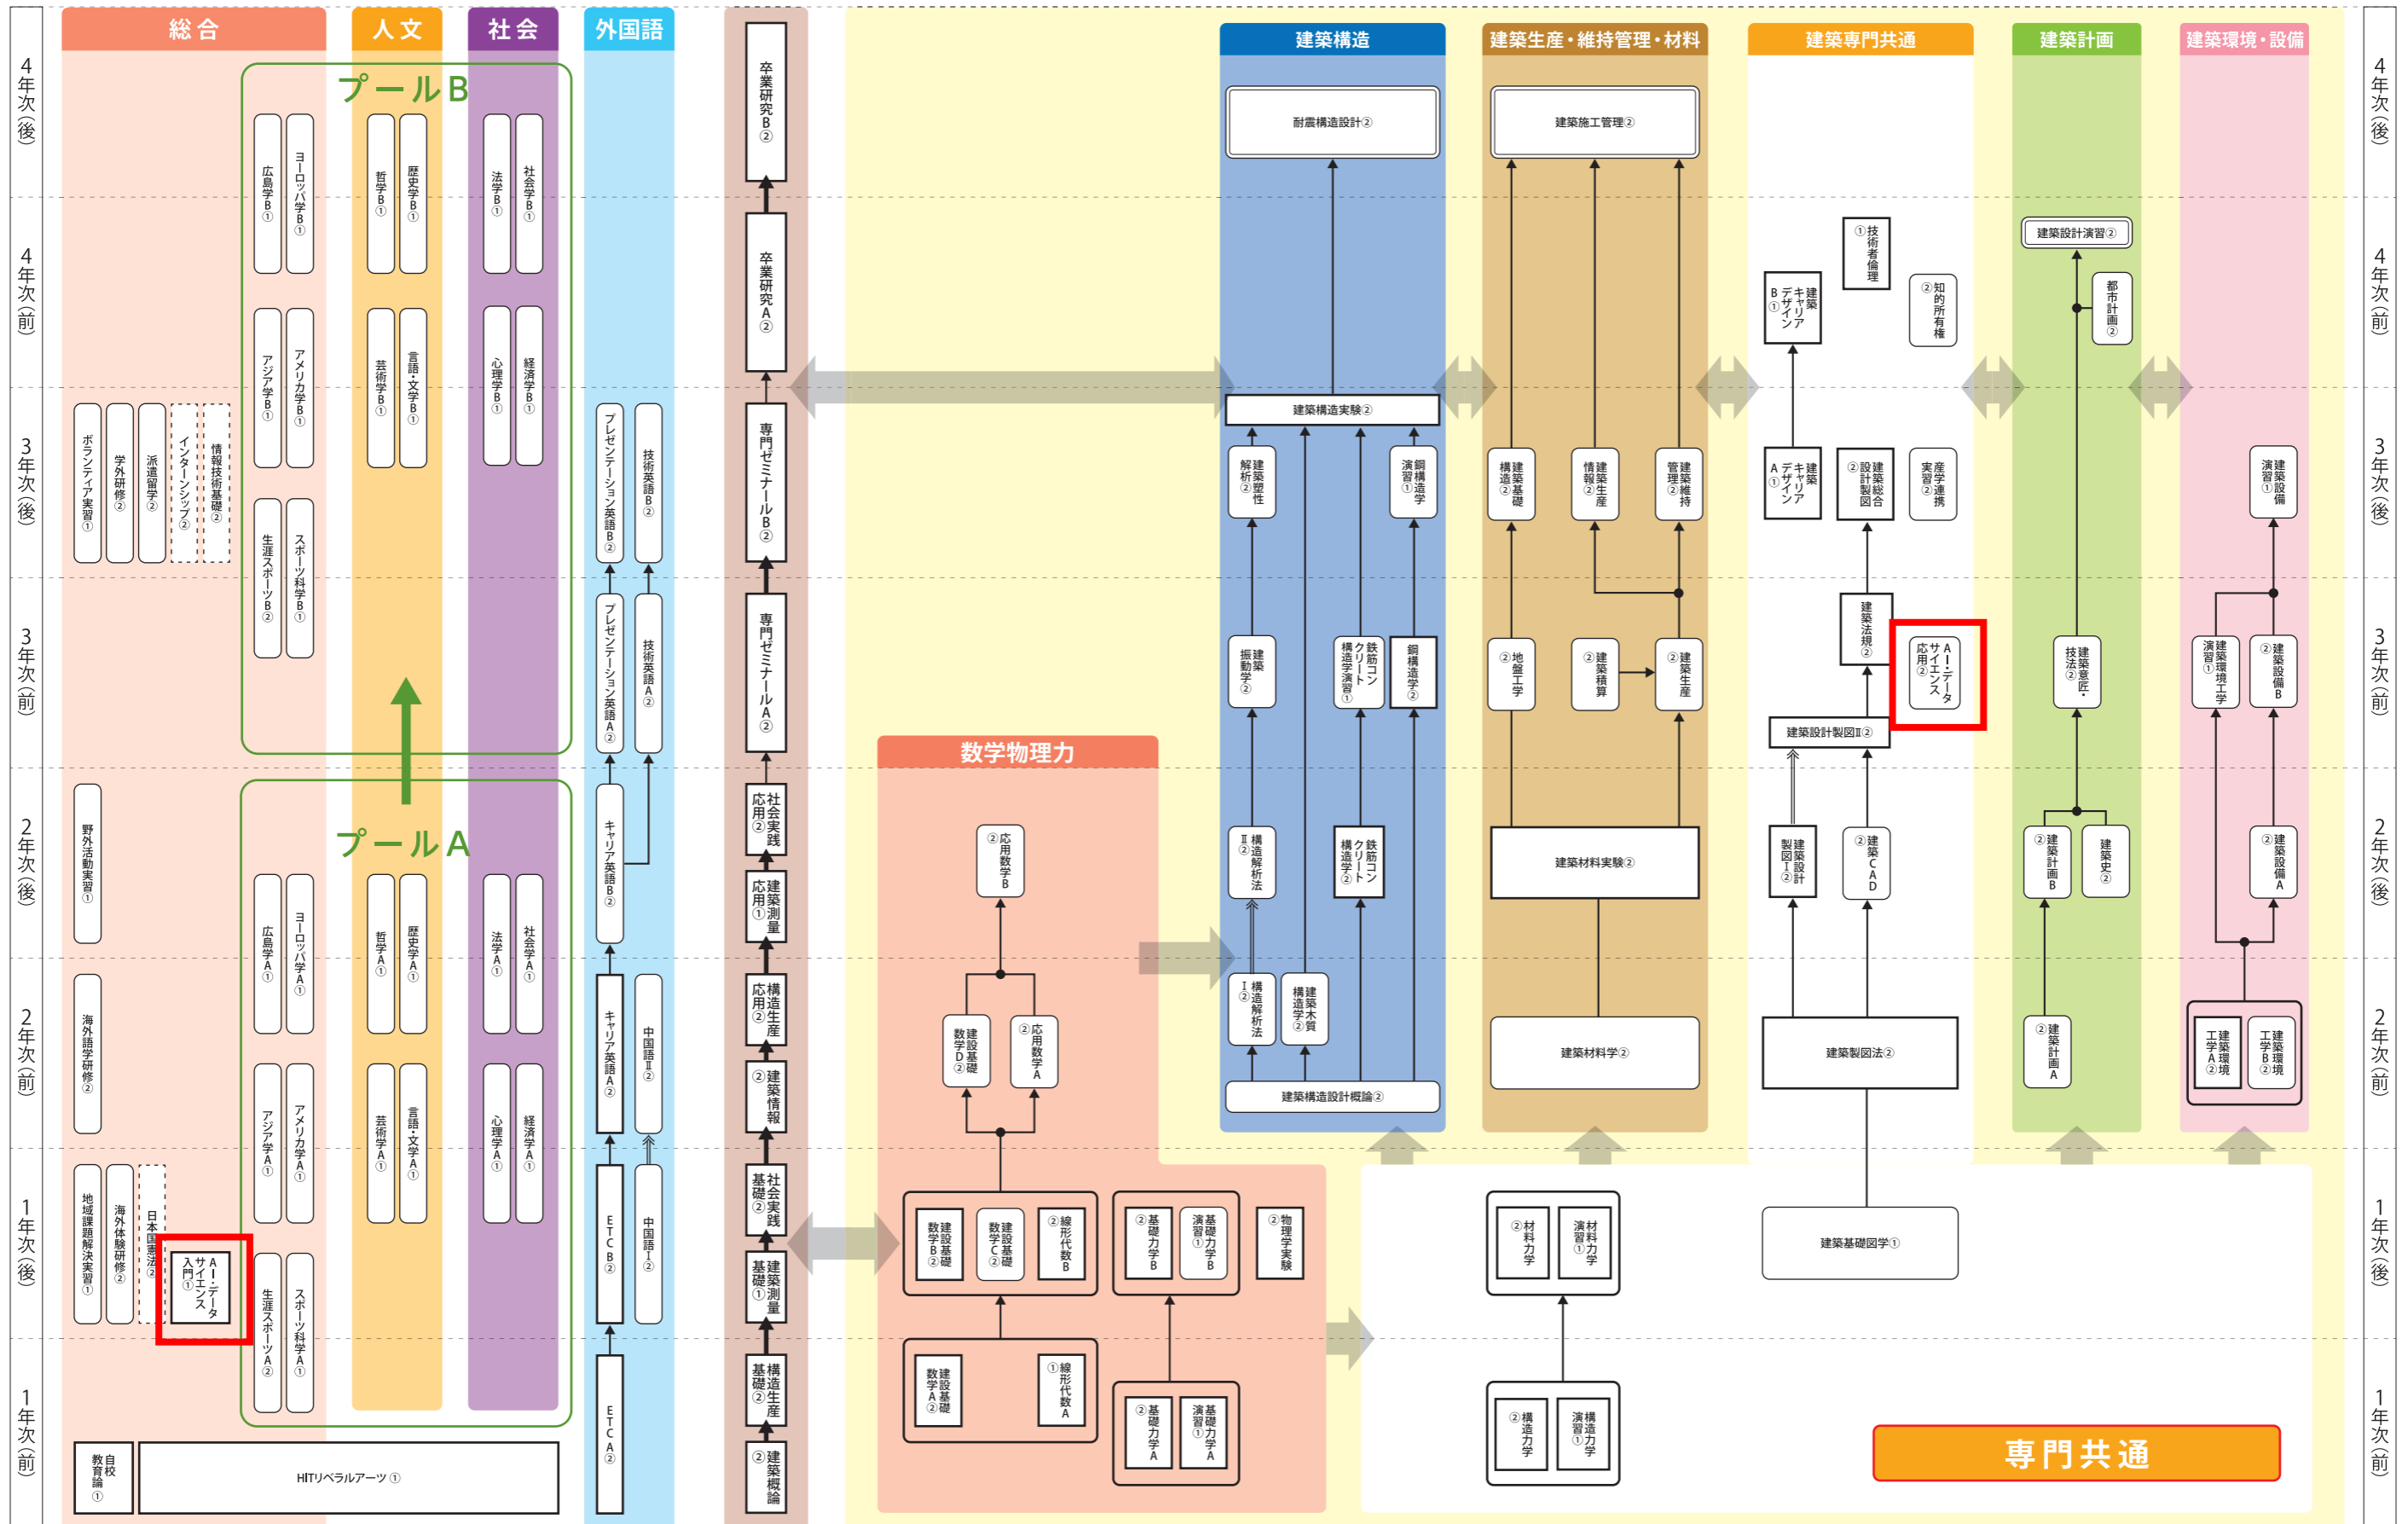 総合
人文
社会
外国語
建築構造
建築生産・維持管理・材料
建築専門共通
建築計画
建築環境・設備
4年次(後)
4年次(前)
3年次(後)
3年次(前)
2年次(後)
2年次(前)
1年次(後)
1年次(前)
プールB
広島学B①
ヨーロッパ学B①
アジア学B①
アメリカ学B①
生涯スポーツB②
スポーツ科学B①
哲学B①
歴史学B①
芸術学B①
言語・文学B①
法学B①
社会学B①
心理学B①
経済学B①
ボランティア実習①
学外研修②
派遣留学②
インターンシップ②
情報技術基礎②
プールA
野外活動実習①
海外語学研修②
広島学A①
ヨーロッパ学A①
アジア学A①
アメリカ学A①
生涯スポーツA②
スポーツ科学A①
哲学A①
歴史学A①
芸術学A①
言語・文学A①
法学A①
社会学A①
心理学A①
経済学A①
地域課題解決実習①
海外体験研修②
日本国憲法②
AI・データ
サイエンス
入門①
自校
教育論①
HITリベラルアーツ①
プレゼンテーション英語B②
技術英語B②
プレゼンテーション英語A②
技術英語A②
キャリア英語B②
キャリア英語A②
中国語Ⅱ②
ETC B②
中国語Ⅰ②
ETC A②
卒業研究B②
卒業研究A②
専門ゼミナールB②
専門ゼミナールA②
社会実践
応用②
建築測量
応用①
構造生産
応用②
建築情報②
社会実践
基礎②
建築測量
基礎①
構造生産
基礎②
建築概論②
数学物理力
応用数学B②
建設基礎
数学D②
応用数学A②
建設基礎
数学B②
建設基礎
数学C②
線形代数B②
基礎力学B②
基礎力学B
演習①
物理学実験②
建設基礎
数学A②
線形代数A①
基礎力学A②
基礎力学A
演習①
耐震構造設計②
建築構造実験②
建築塑性
解析②
鋼構造学
演習①
建築
振動学②
鉄筋コン
クリート
構造学演習①
鋼構造学②
構造解析法
Ⅱ②
鉄筋コン
クリート
構造学②
構造解析法
Ⅰ②
建築木質
構造学②
建築構造設計概論②
建築施工管理②
建築基礎
構造②
建築生産
情報②
建築維持
管理②
地盤工学②
建築積算②
建築生産②
建築材料実験②
建築材料学②
技術者倫理①
建築
キャリア
デザイン
B①
知的所有権②
建築
キャリア
デザイン
A①
建築総合
設計製図②
産学連携
実習②
建築法規②
AI・データ
サイエンス
応用②
建築設計製図Ⅱ②
建築設計
製図Ⅰ②
建築CAD②
建築製図法②
建築基礎図学①
建築設計演習②
都市計画②
建築意匠・
技法②
建築計画B②
建築史②
建築計画A②
建築設備
演習①
建築環境工学
演習①
建築設備B②
建築設備A②
建築環境
工学A②
建築環境
工学B②
材料力学②
材料力学
演習①
構造力学②
構造力学
演習①
専門共通
4年次(後)
4年次(前)
3年次(後)
3年次(前)
2年次(後)
2年次(前)
1年次(後)
1年次(前)